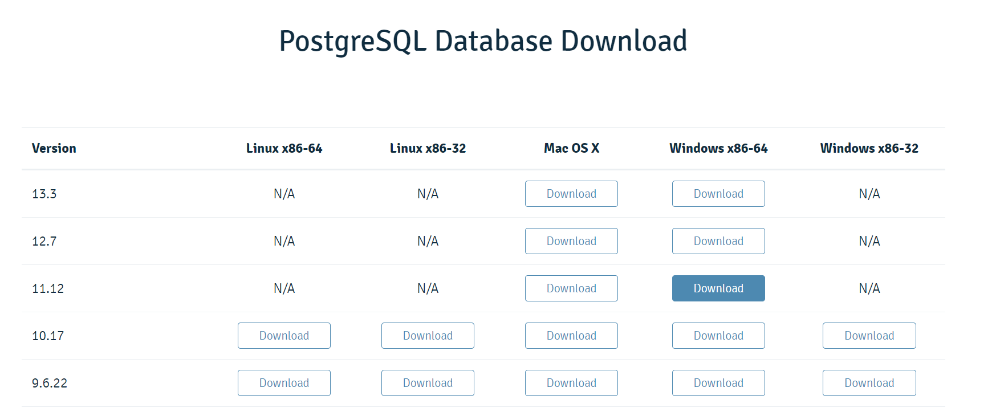 PostgreSQL Database Download
Version Linux x86-64 Linux x86-32 Mac OS X Windows x86-64 Windows x86-32
13.3 N/A N/A Download Download N/A
12.7 N/A N/A Download Download N/A
11.12 N/A N/A Download Download N/A
10.17 Download Download Download Download Download
9.6.22 Download Download Download Download Download